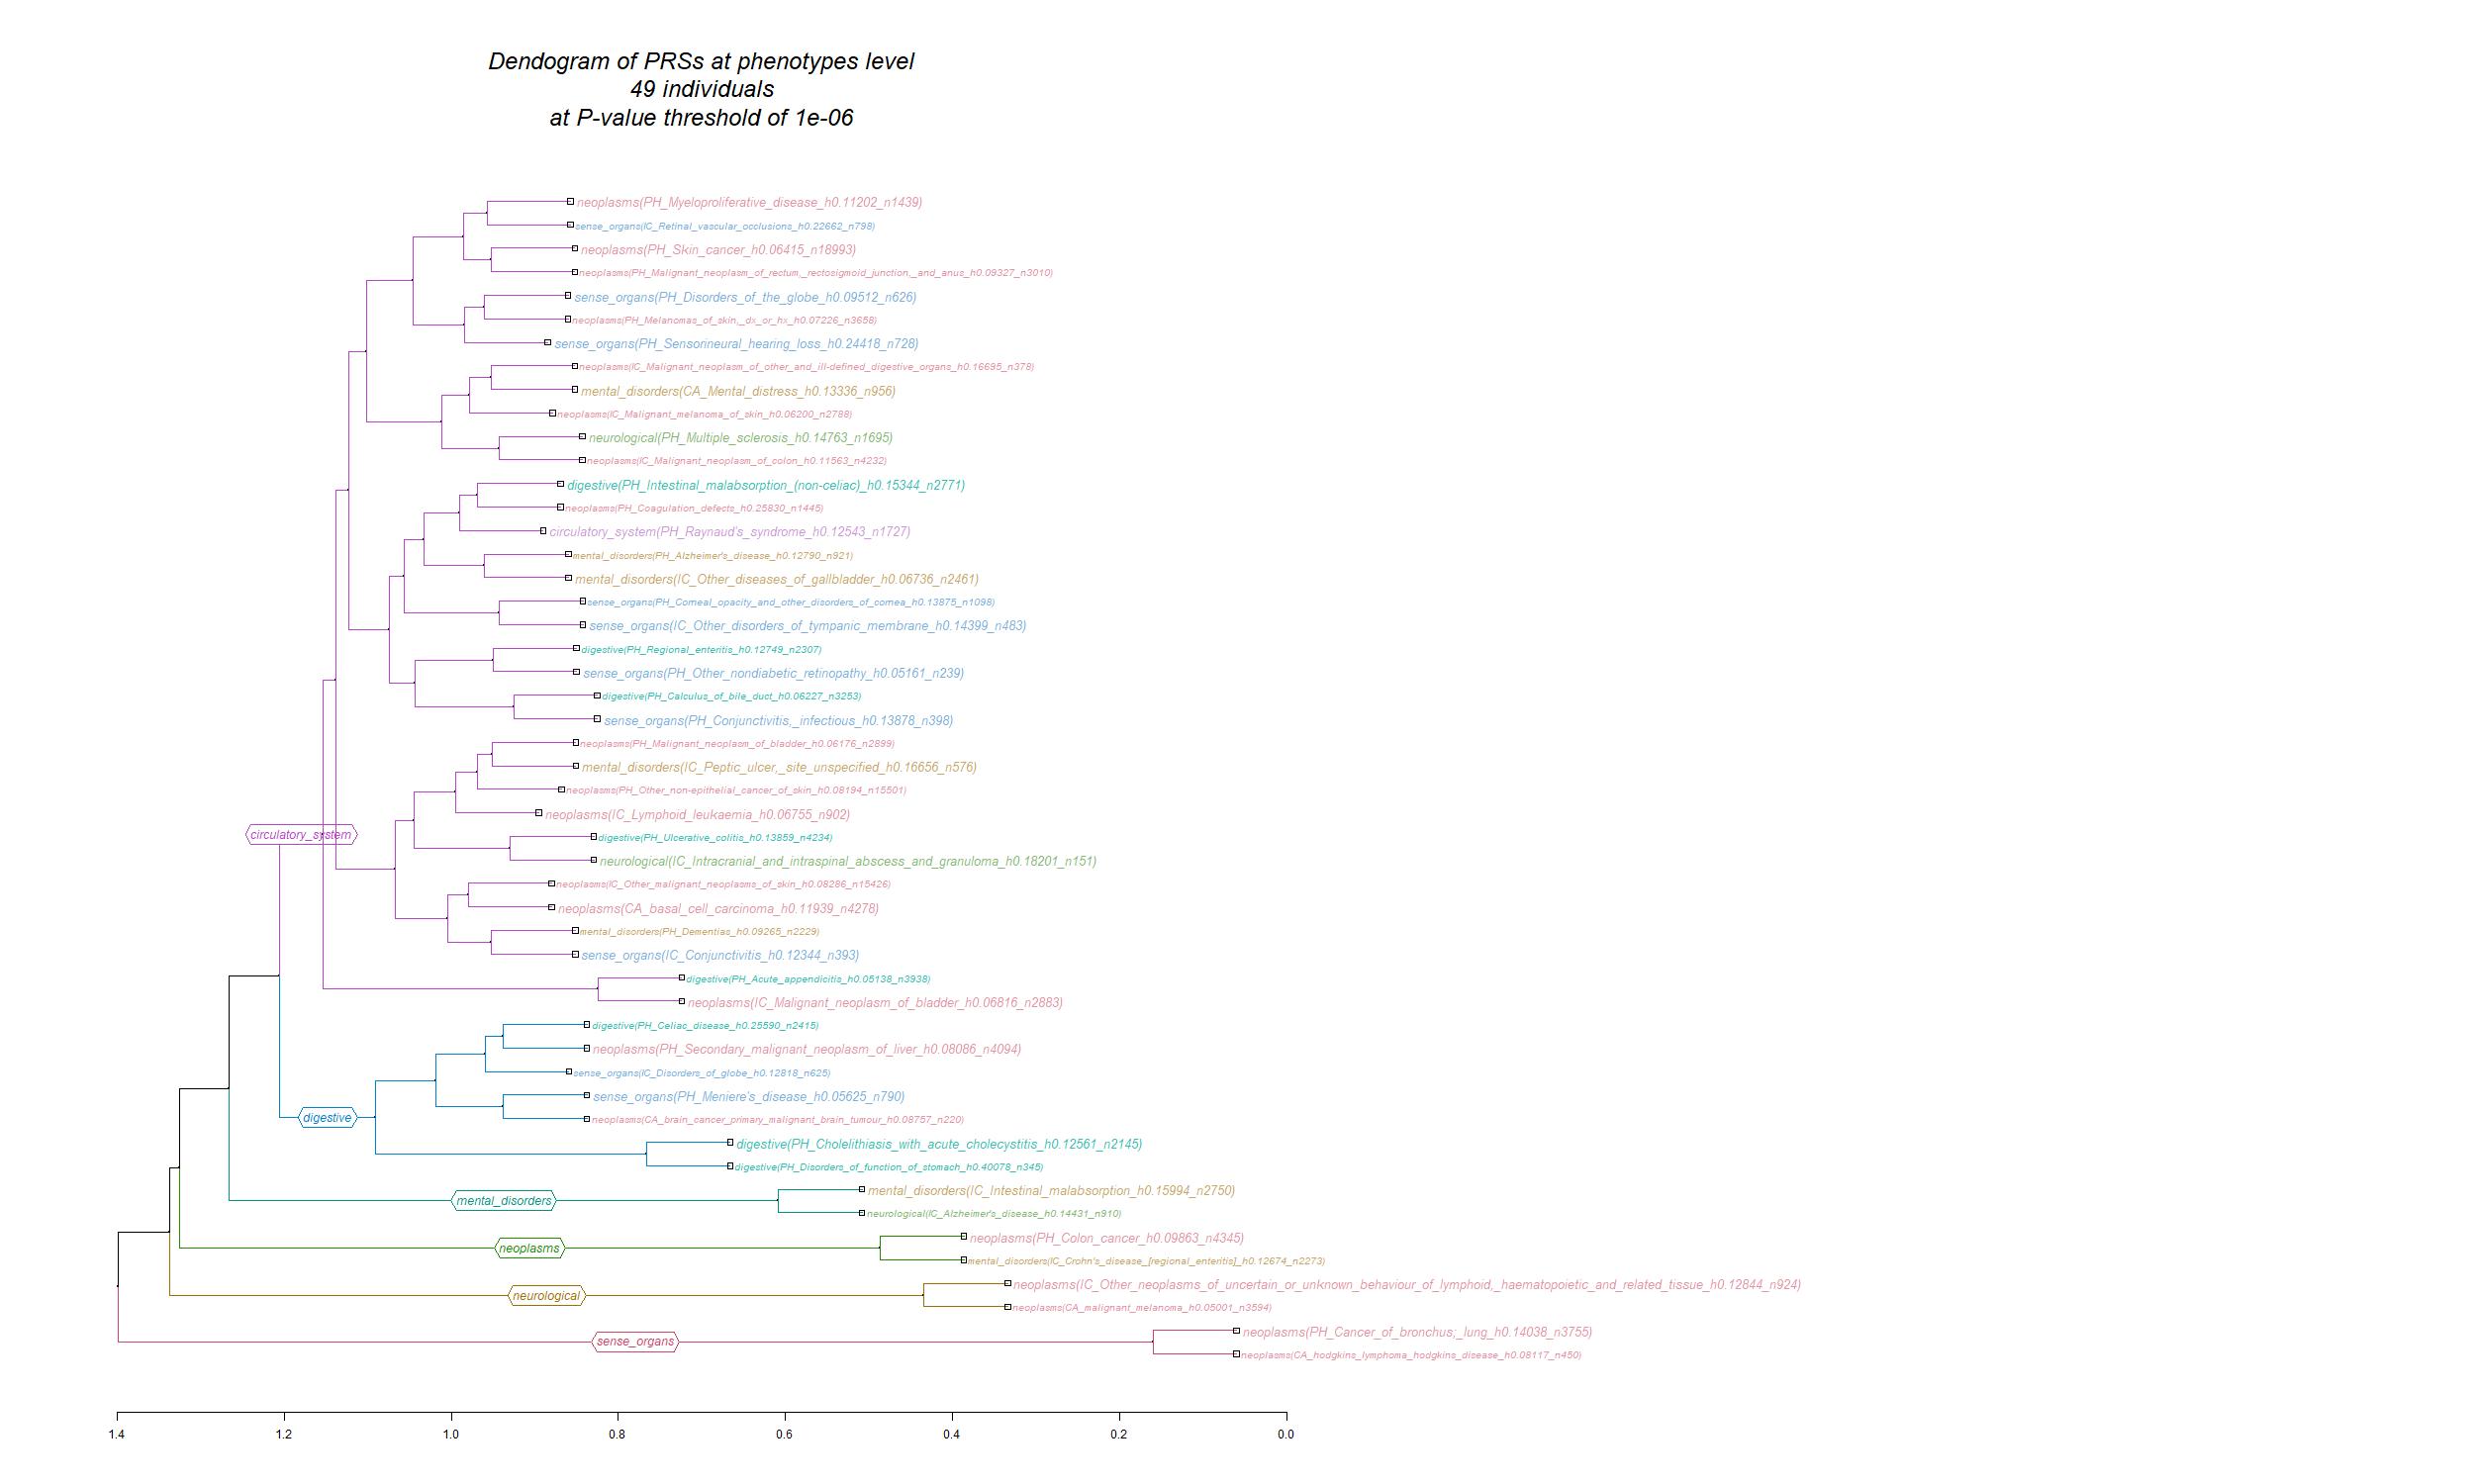 Dendogram of PRSs at phenotypes level
49 individuals
at P-value threshold of 1e-06
neoplasms(PH_Myeloproliferative_disease_h0.11202_n1439)
sense_organs(IC_Retinal_vascular_occlusions_h0.22662_n798)
neoplasms(PH_Skin_cancer_h0.06415_n18993)
neoplasms(PH_Malignant_neoplasm_of_rectum,_rectosigmoid_junction,_and_anus_h0.09327_n3010)
sense_organs(PH_Disorders_of_the_globe_h0.09512_n626)
neoplasms(PH_Melanomas_of_skin,_dx_or_hx_h0.07226_n3658)
sense_organs(PH_Sensorineural_hearing_loss_h0.24418_n728)
neoplasms(IC_Malignant_neoplasm_of_other_and_ill-defined_digestive_organs_h0.16695_n378)
mental_disorders(CA_Mental_distress_h0.13336_n956)
neoplasms(IC_Malignant_melanoma_of_skin_h0.06200_n2788)
neurological(PH_Multiple_sclerosis_h0.14763_n1695)
neoplasms(IC_Malignant_neoplasm_of_colon_h0.11563_n4232)
digestive(PH_Intestinal_malabsorption_(non-celiac)_h0.15344_n2771)
neoplasms(PH_Coagulation_defects_h0.25830_n1445)
circulatory_system(PH_Raynaud's_syndrome_h0.12543_n1727)
mental_disorders(PH_Alzheimer's_disease_h0.12790_n921)
mental_disorders(IC_Other_diseases_of_gallbladder_h0.06736_n2461)
sense_organs(PH_Corneal_opacity_and_other_disorders_of_cornea_h0.13875_n1098)
sense_organs(IC_Other_disorders_of_tympanic_membrane_h0.14399_n483)
digestive(PH_Regional_enteritis_h0.12749_n2307)
sense_organs(PH_Other_nondiabetic_retinopathy_h0.05161_n239)
digestive(PH_Calculus_of_bile_duct_h0.06227_n3253)
sense_organs(PH_Conjunctivitis,_infectious_h0.13878_n398)
neoplasms(PH_Malignant_neoplasm_of_bladder_h0.06176_n2899)
mental_disorders(IC_Peptic_ulcer,_site_unspecified_h0.16656_n576)
neoplasms(PH_Other_non-epithelial_cancer_of_skin_h0.08194_n15501)
neoplasms(IC_Lymphoid_leukaemia_h0.06755_n902)
circulatory_system
digestive(PH_Ulcerative_colitis_h0.13859_n4234)
neurological(IC_Intracranial_and_intraspinal_abscess_and_granuloma_h0.18201_n151)
neoplasms(IC_Other_malignant_neoplasms_of_skin_h0.08286_n15426)
neoplasms(CA_basal_cell_carcinoma_h0.11939_n4278)
mental_disorders(PH_Dementias_h0.09265_n2229)
sense_organs(IC_Conjunctivitis_h0.12344_n393)
digestive(PH_Acute_appendicitis_h0.05138_n3938)
neoplasms(IC_Malignant_neoplasm_of_bladder_h0.06816_n2883)
digestive(PH_Celiac_disease_h0.25590_n2415)
neoplasms(PH_Secondary_malignant_neoplasm_of_liver_h0.08086_n4094)
sense_organs(IC_Disorders_of_globe_h0.12818_n625)
sense_organs(PH_Meniere's_disease_h0.05625_n790)
digestive
neoplasms(CA_brain_cancer_primary_malignant_brain_tumour_h0.08757_n220)
digestive(PH_Cholelithiasis_with_acute_cholecystitis_h0.12561_n2145)
digestive(PH_Disorders_of_function_of_stomach_h0.40078_n345)
mental_disorders(IC_Intestinal_malabsorption_h0.15994_n2750)
mental_disorders
neurological(IC_Alzheimer's_disease_h0.14431_n910)
neoplasms(PH_Colon_cancer_h0.09863_n4345)
neoplasms
mental_disorders(IC_Crohn's_disease_[regional_enteritis]_h0.12674_n2273)
neoplasms(IC_Other_neoplasms_of_uncertain_or_unknown_behaviour_of_lymphoid,_haematopoietic_and_related_tissue_h0.12844_n924)
neurological
neoplasms(CA_malignant_melanoma_h0.05001_n3594)
neoplasms(PH_Cancer_of_bronchus;_lung_h0.14038_n3755)
sense_organs
neoplasms(CA_hodgkins_lymphoma_hodgkins_disease_h0.08117_n450)
1.4 1.2 1.0 0.8 0.6 0.4 0.2 0.0